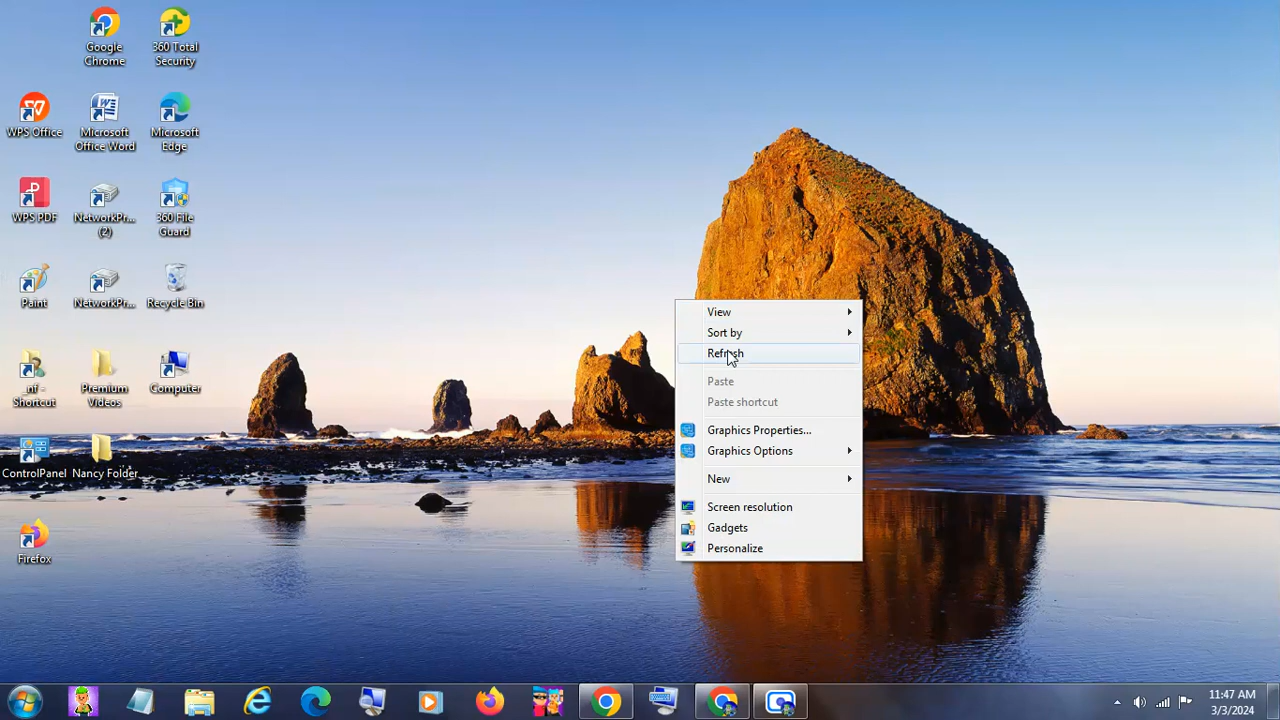 Google
Chrome
360 Total
Security
WPS Office
Microsoft
Office Word
Microsoft
Edge
WPS PDF
NetworkPr...
(2)
360 File
Guard
Paint
NetworkPr...
Recycle Bin
nf -
Shortcut
Premium
Videos
Computer
ControlPanel
Nancy Folder
Firefox
View
Sort by
Refresh
Paste
Paste shortcut
Graphics Properties...
Graphics Options
New
Screen resolution
Gadgets
Personalize
11:47 AM
3/3/2024